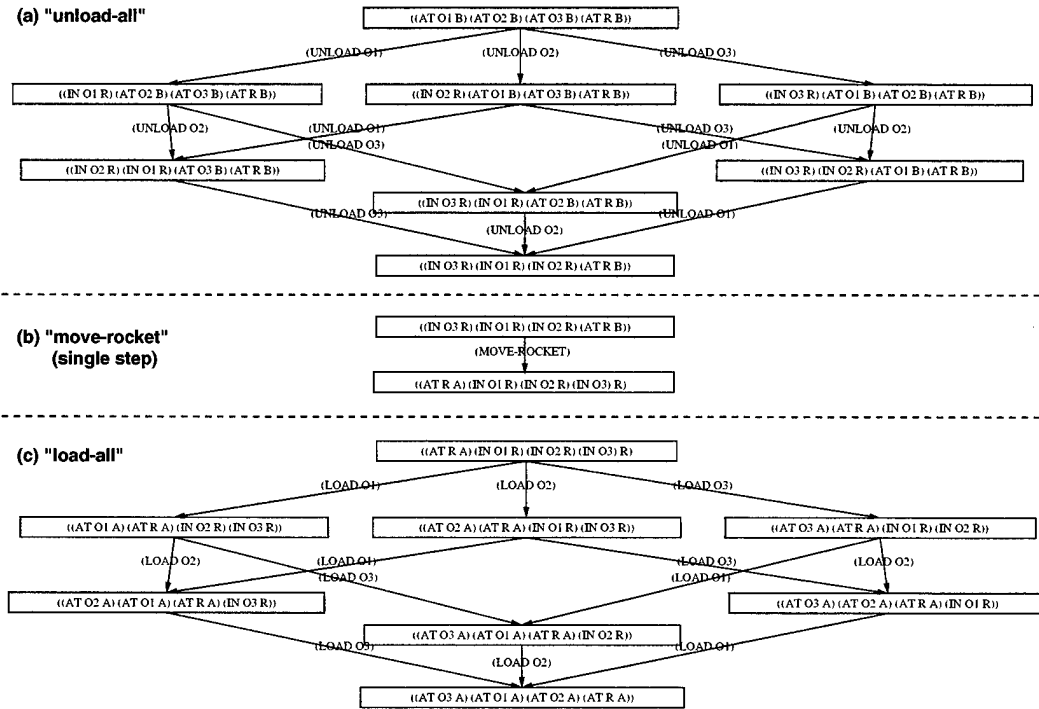 (a) "unload-all"
((AT O1 B) (AT O2 B) (AT O3 B) (AT R B))
(UNLOAD O1) (UNLOAD O2) (UNLOAD O3)
((IN O1 R) (AT O2 B) (AT O3 B) (AT R B)) ((IN O2 R) (AT O1 B) (AT O3 B) (AT R B)) ((IN O3 R) (AT O1 B) (AT O2 B) (AT R B))
(UNLOAD O2) (UNLOAD O1) (UNLOAD O3) (UNLOAD O2)
(UNLOAD O3) (UNLOAD O1)
((IN O2 R) (IN O1 R) (AT O3 B) (AT R B)) ((IN O3 R) (IN O2 R) (AT O1 B) (AT R B))
((IN O3 R) (IN O1 R) (AT O2 B) (AT R B))
(UNLOAD O3) (UNLOAD O1)
(UNLOAD O2)
((IN O3 R) (IN O1 R) (IN O2 R) (AT R B))
(b) "move-rocket"
(single step)
((IN O3 R) (IN O1 R) (IN O2 R) (AT R B))
(MOVE-ROCKET)
((AT R A) (IN O1 R) (IN O2 R) (IN O3) R)
(c) "load-all"
((AT R A) (IN O1 R) (IN O2 R) (IN O3) R)
(LOAD O1) (LOAD O2) (LOAD O3)
((AT O1 A) (AT R A) (IN O2 R) (IN O3 R)) ((AT O2 A) (AT R A) (IN O1 R) (IN O3 R)) ((AT O3 A) (AT R A) (IN O1 R) (IN O2 R))
(LOAD O2) (LOAD O1) (LOAD O3) (LOAD O2)
(LOAD O3) (LOAD O1)
((AT O2 A) (AT O1 A) (AT R A) (IN O3 R)) ((AT O3 A) (AT O2 A) (AT R A) (IN O1 R))
((AT O3 A) (AT O1 A) (AT R A) (IN O2 R))
(LOAD O3) (LOAD O1)
(LOAD O2)
((AT O3 A) (AT O1 A) (AT O2 A) (AT R A))